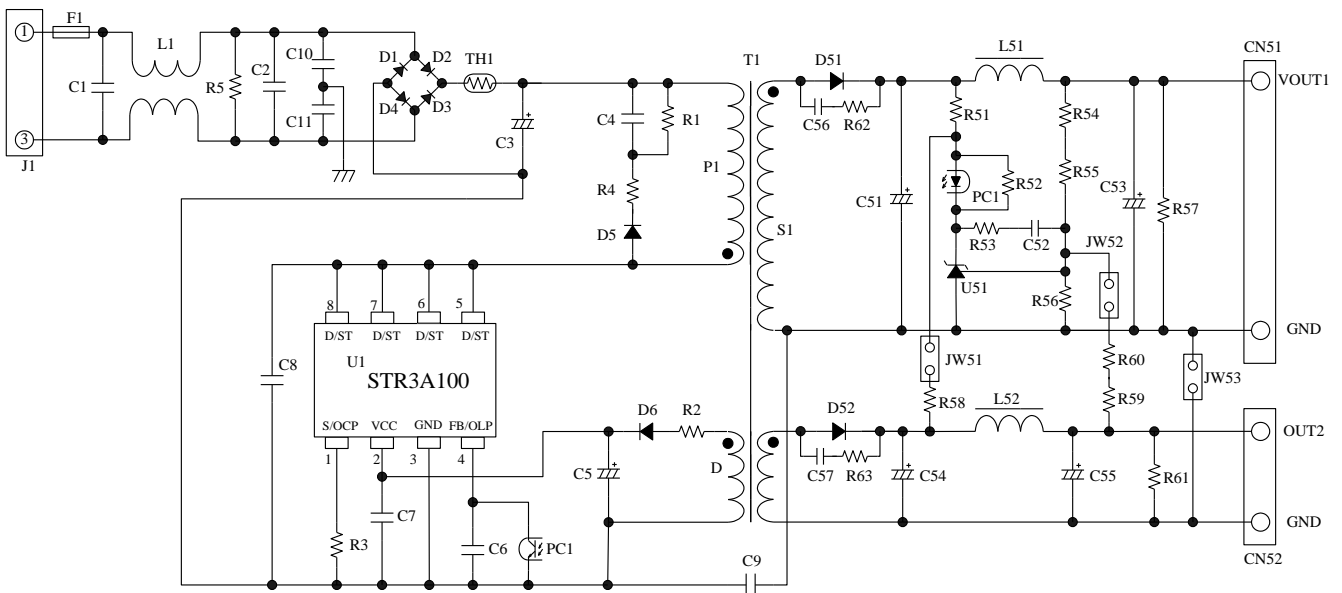 F1
1
3
J1
C1
L1
R5
C2
C10
C11
D1
D2
D4
D3
TH1
C3
C4
R1
R4
D5
P1
T1
S1
D51
C56
R62
C51
R51
PC1
R52
R53
C52
U51
L51
R54
R55
R56
C53
R57
JW52
CN51
VOUT1
GND
8
7
6
5
D/ST
D/ST
D/ST
D/ST
U1
STR3A100
S/OCP
VCC
GND
FB/OLP
1
2
3
4
C8
R3
C7
C6
PC1
C5
D6
R2
D
C9
D52
C57
R63
C54
JW51
R58
L52
C55
R60
R59
R61
JW53
OUT2
GND
CN52